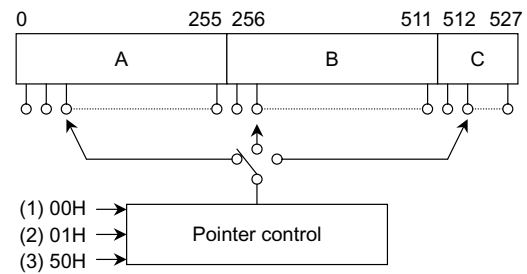 0 255 256 511 512 527
A B C
(1) 00H
(2) 01H Pointer control
(3) 50H